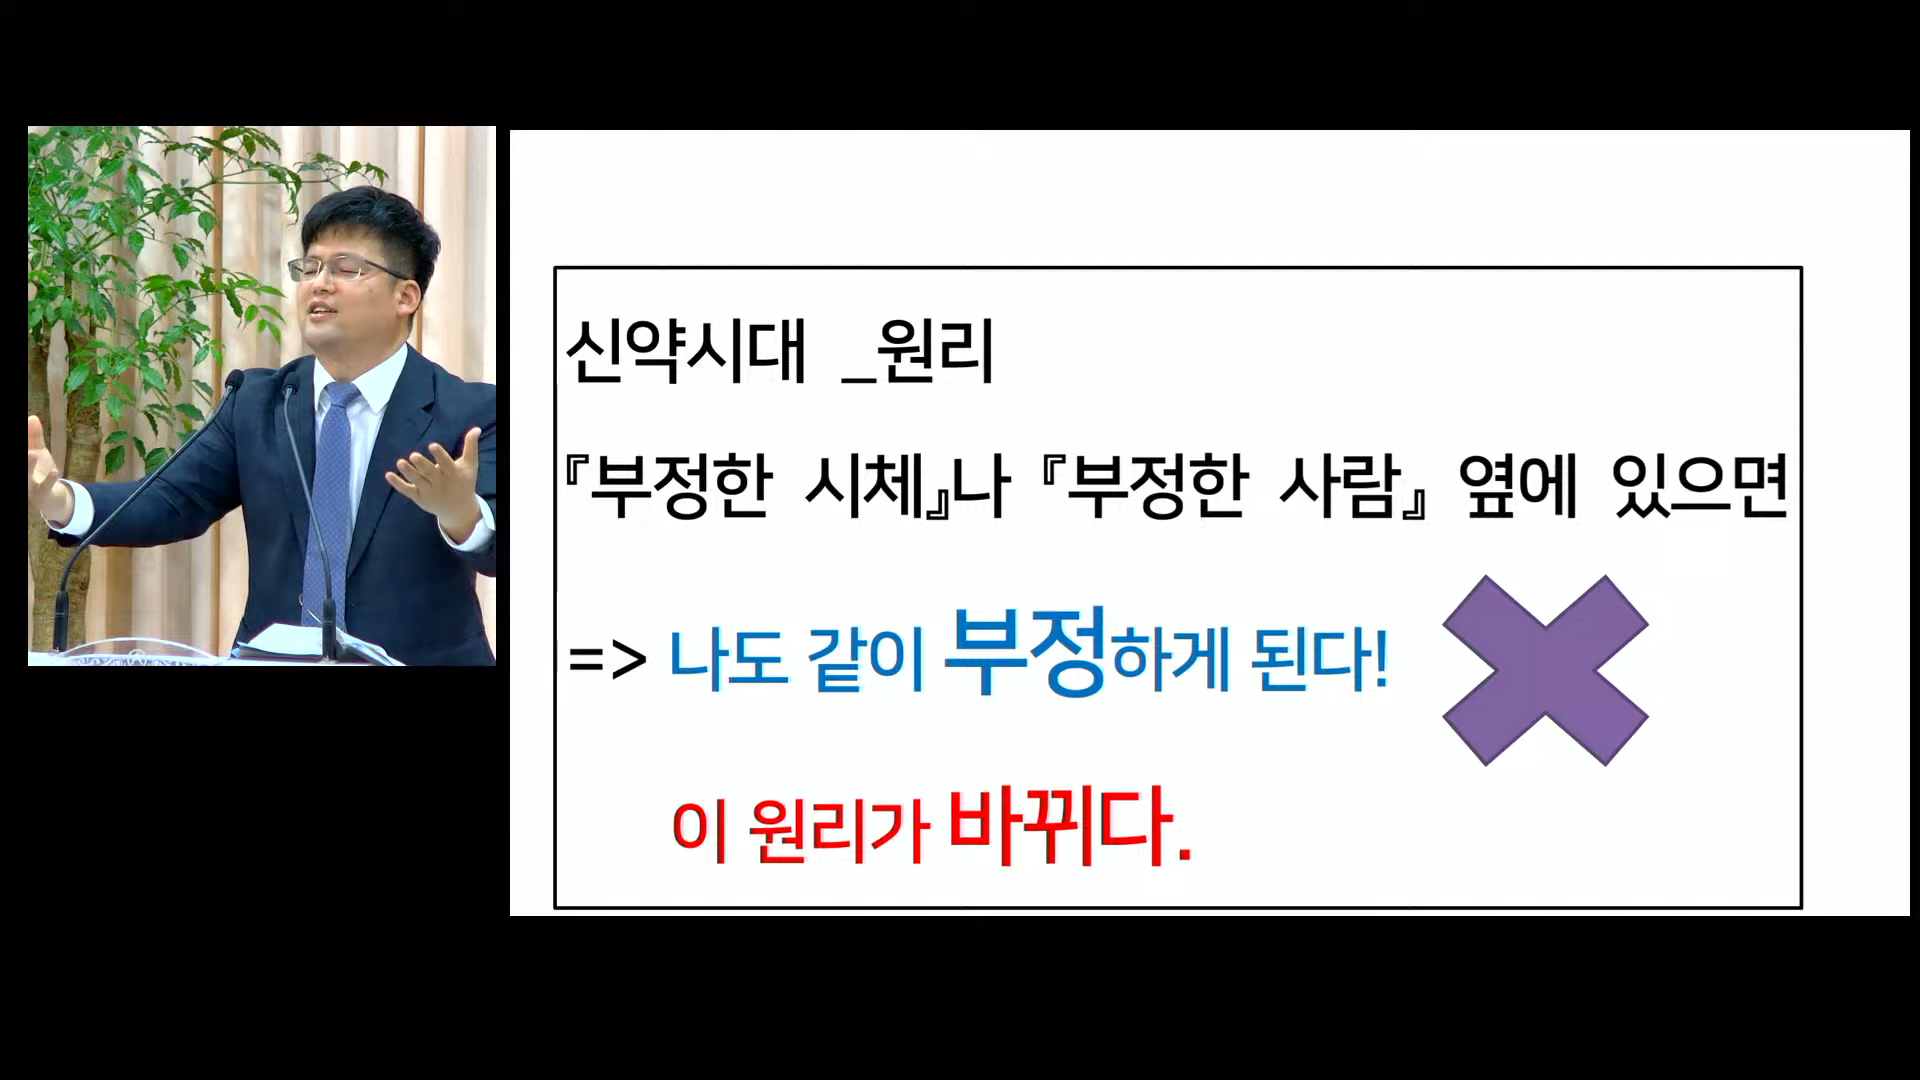 신약시대 _원리
『부정한 시체』나 『부정한 사람』 옆에 있으면
=> 나도 같이 부정하게 된다!
이 원리가 바뀌다.